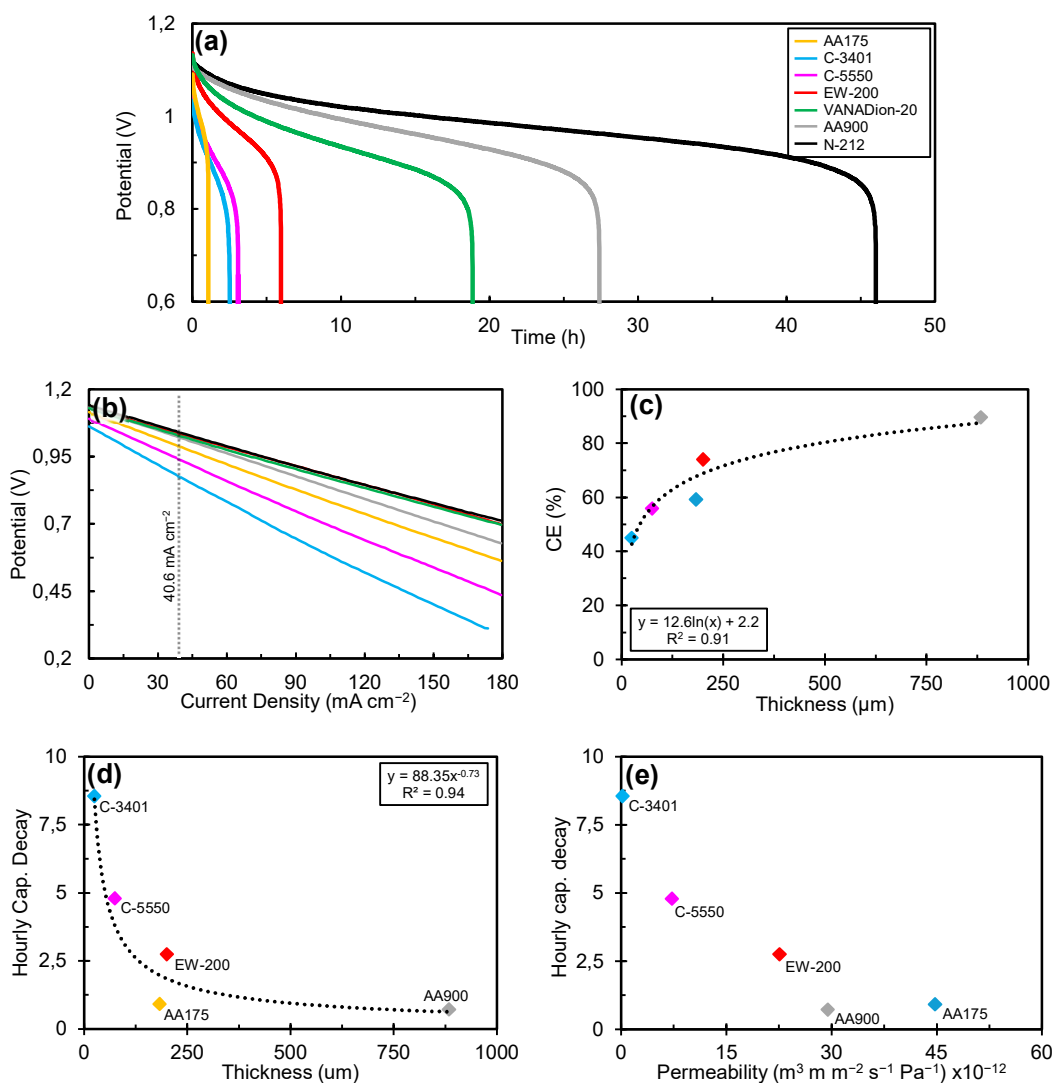 (a)
1,2
1
0,8
0,6
Potential (V)
0
10
20
30
40
50
Time (h)
AA175
C-3401
C-5550
EW-200
VANADion-20
AA900
N-212
(b)
1,2
0,95
0,7
0,45
0,2
Potential (V)
40.6 mA cm⁻²
0
30
60
90
120
150
180
Current Density (mA cm⁻²)
(c)
100
80
60
40
20
0
CE (%)
y = 12.6ln(x) + 2.2
R² = 0.91
0
250
500
750
1000
Thickness (µm)
(d)
10
7,5
5
2,5
0
Hourly Cap. Decay
y = 88.35x⁻⁰·⁷³
R² = 0.94
C-3401
C-5550
EW-200
AA175
AA900
0
250
500
750
1000
Thickness (um)
(e)
10
7,5
5
2,5
0
Hourly cap. decay
C-3401
C-5550
EW-200
AA900
AA175
0
15
30
45
60
Permeability (m³ m m⁻² s⁻¹ Pa⁻¹) x10⁻¹²